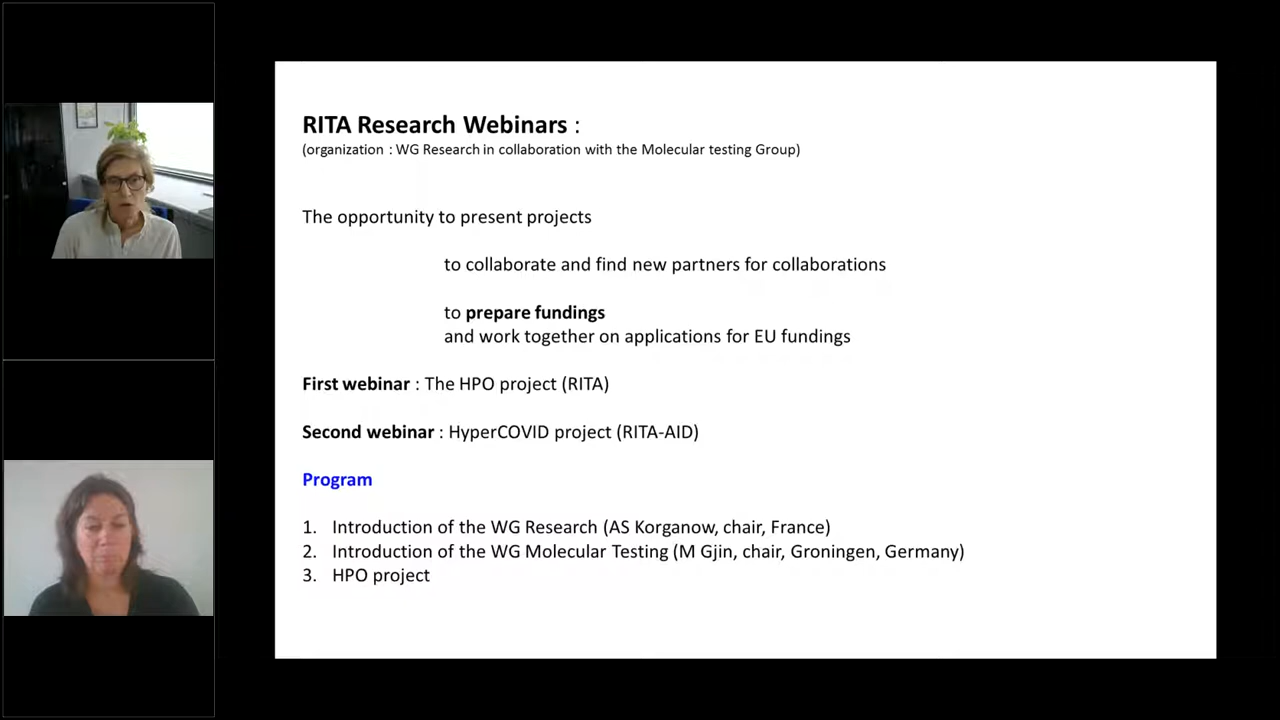 RITA Research Webinars :
(organization : WG Research in collaboration with the Molecular testing Group)
The opportunity to present projects
to collaborate and find new partners for collaborations
to prepare fundings
and work together on applications for EU fundings
First webinar : The HPO project (RITA)
Second webinar : HyperCOVID project (RITA-AID)
Program
1. Introduction of the WG Research (AS Korganow, chair, France)
2. Introduction of the WG Molecular Testing (M Gjin, chair, Groningen, Germany)
3. HPO project